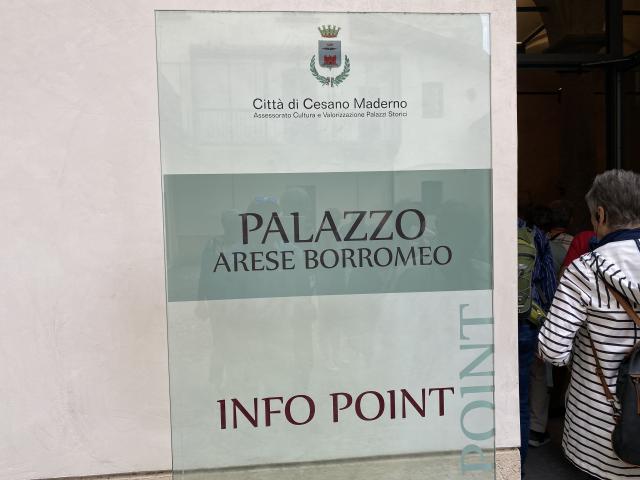 Città di Cesano Maderno
Assessorato Cultura e Valorizzazione Palazzi Storici
PALAZZO
ARESE BORROMEO
INFO POINT
POINT